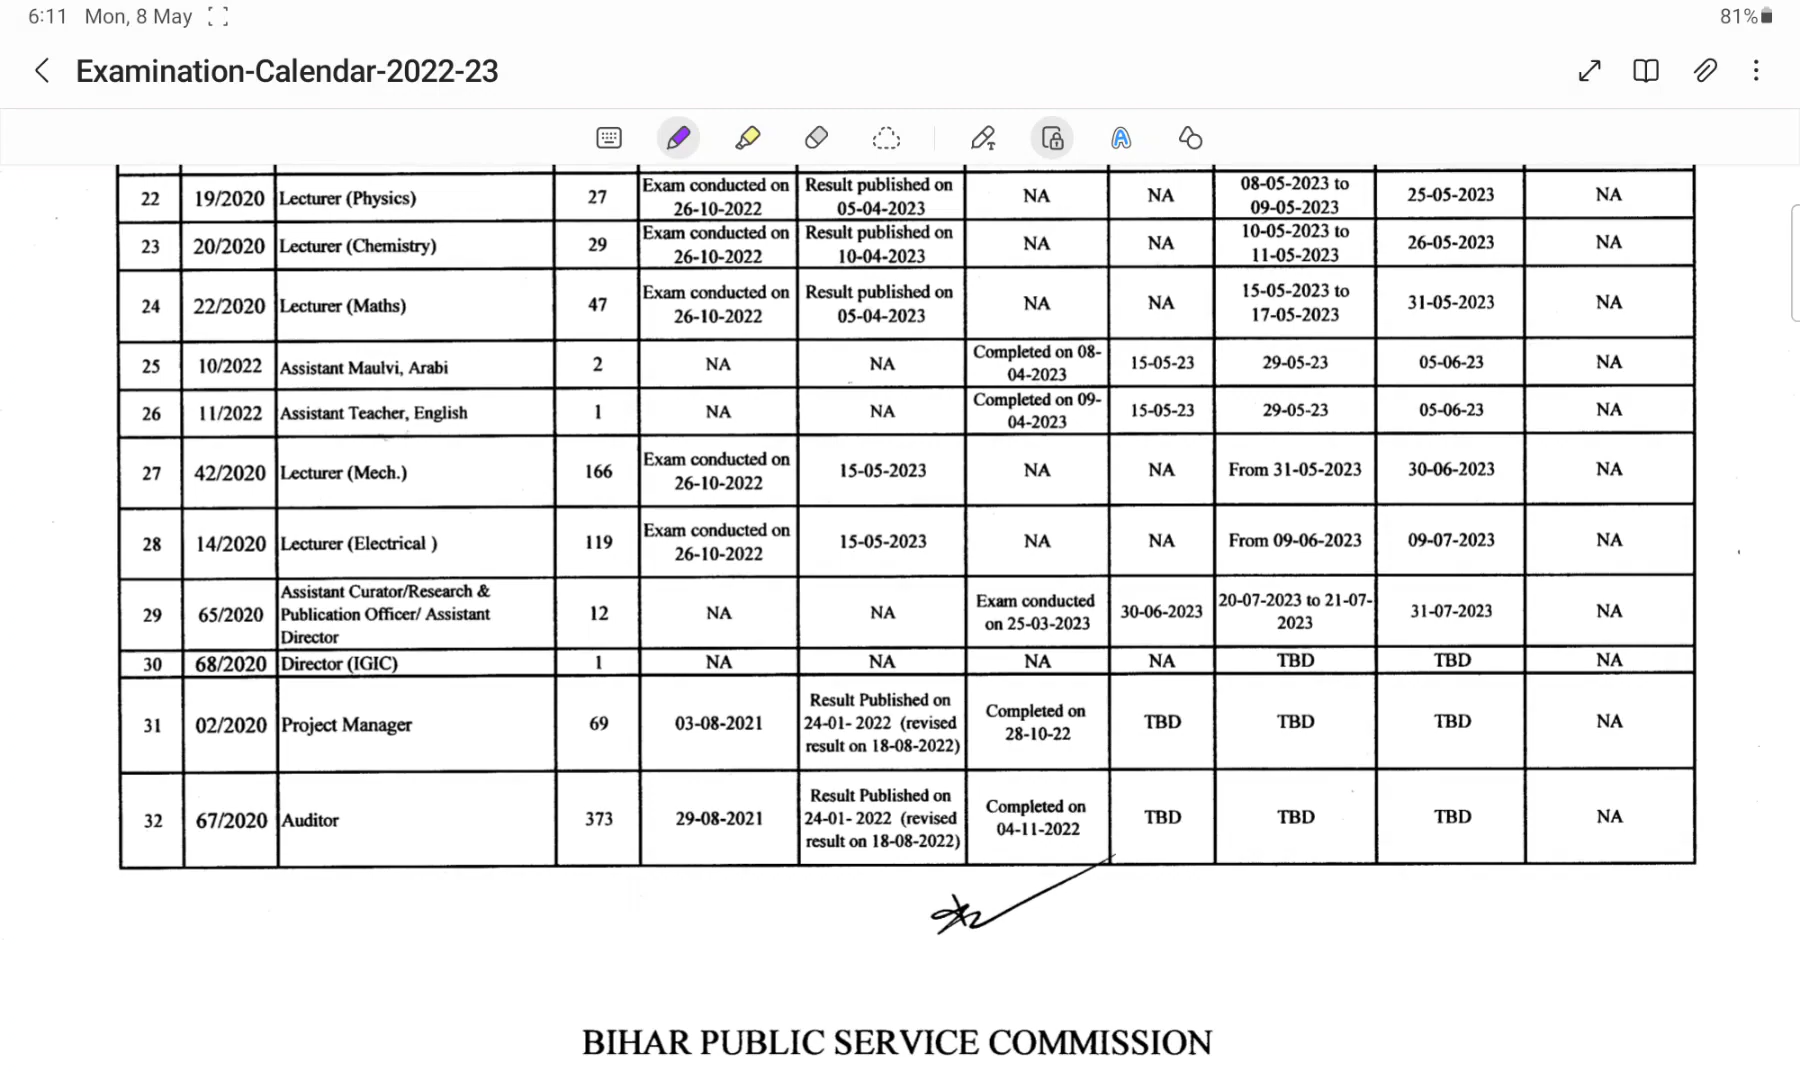 6:11 Mon, 8 May
81%
Examination-Calendar-2022-23
22 19/2020 Lecturer (Physics) 27 Exam conducted on 26-10-2022 Result published on 05-04-2023 NA NA 08-05-2023 to 09-05-2023 25-05-2023 NA
23 20/2020 Lecturer (Chemistry) 29 Exam conducted on 26-10-2022 Result published on 10-04-2023 NA NA 10-05-2023 to 11-05-2023 26-05-2023 NA
24 22/2020 Lecturer (Maths) 47 Exam conducted on 26-10-2022 Result published on 05-04-2023 NA NA 15-05-2023 to 17-05-2023 31-05-2023 NA
25 10/2022 Assistant Maulvi, Arabi 2 NA NA Completed on 08-04-2023 15-05-23 29-05-23 05-06-23 NA
26 11/2022 Assistant Teacher, English 1 NA NA Completed on 09-04-2023 15-05-23 29-05-23 05-06-23 NA
27 42/2020 Lecturer (Mech.) 166 Exam conducted on 26-10-2022 15-05-2023 NA NA From 31-05-2023 30-06-2023 NA
28 14/2020 Lecturer (Electrical ) 119 Exam conducted on 26-10-2022 15-05-2023 NA NA From 09-06-2023 09-07-2023 NA
29 65/2020 Assistant Curator/Research & Publication Officer/ Assistant Director 12 NA NA Exam conducted on 25-03-2023 30-06-2023 20-07-2023 to 21-07-2023 31-07-2023 NA
30 68/2020 Director (IGIC) 1 NA NA NA NA TBD TBD NA
31 02/2020 Project Manager 69 03-08-2021 Result Published on 24-01- 2022 (revised result on 18-08-2022) Completed on 28-10-22 TBD TBD TBD NA
32 67/2020 Auditor 373 29-08-2021 Result Published on 24-01- 2022 (revised result on 18-08-2022) Completed on 04-11-2022 TBD TBD TBD NA
BIHAR PUBLIC SERVICE COMMISSION